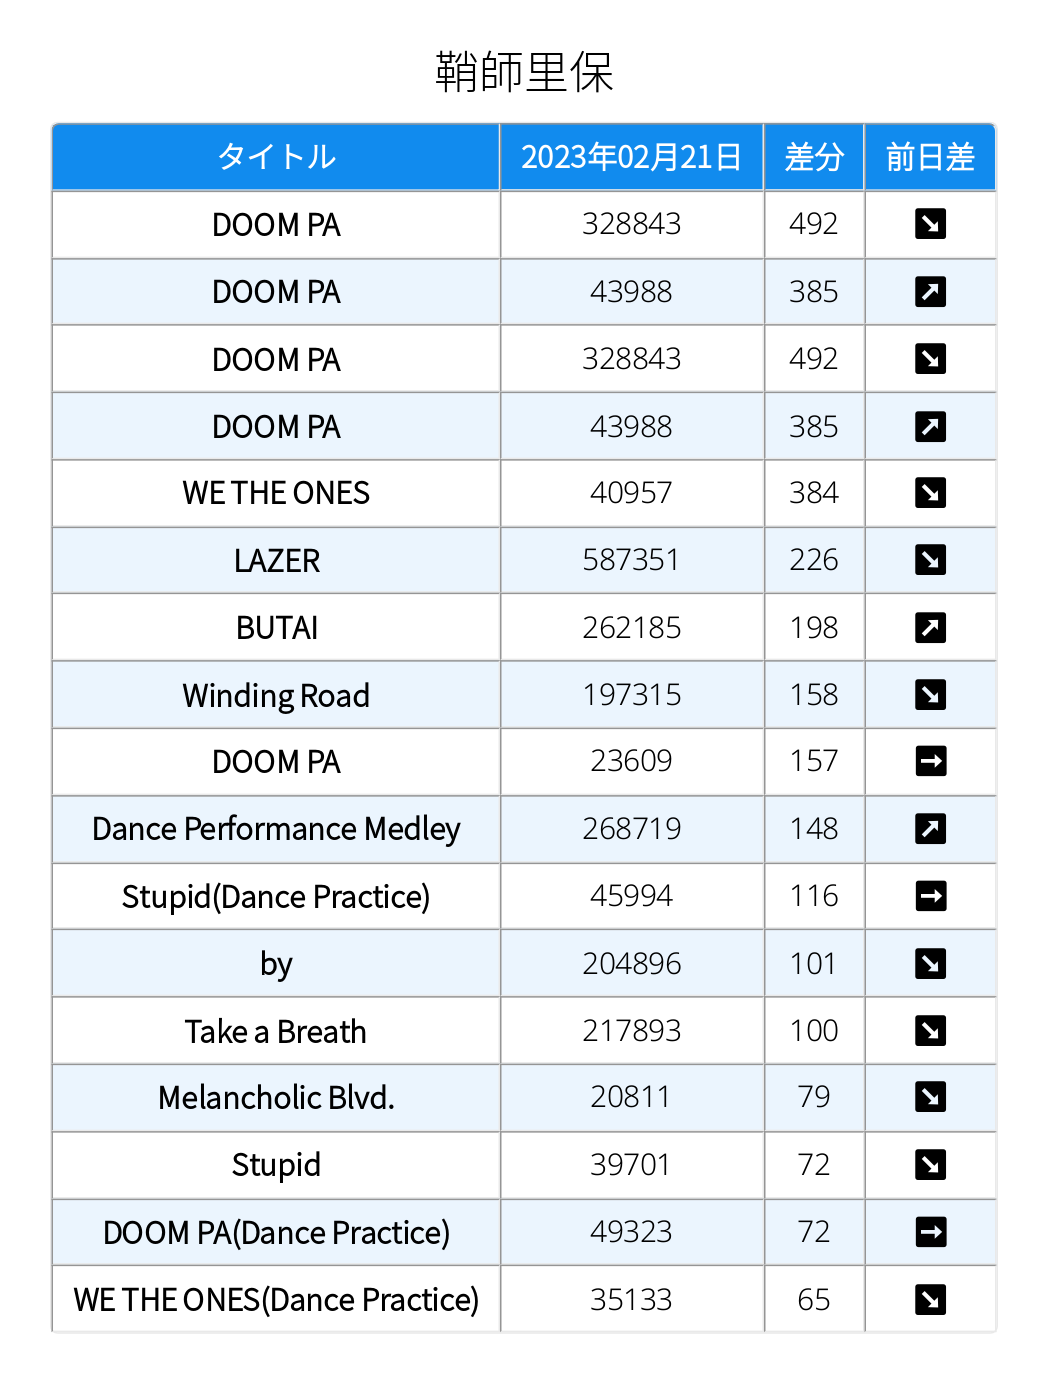 鞘師里保
タイトル 2023年02月21日 差分 前日差
DOOM PA 328843 492 ↘
DOOM PA 43988 385 ↗
DOOM PA 328843 492 ↘
DOOM PA 43988 385 ↗
WE THE ONES 40957 384 ↘
LAZER 587351 226 ↘
BUTAI 262185 198 ↗
Winding Road 197315 158 ↘
DOOM PA 23609 157 →
Dance Performance Medley 268719 148 ↗
Stupid(Dance Practice) 45994 116 →
by 204896 101 ↘
Take a Breath 217893 100 ↘
Melancholic Blvd. 20811 79 ↘
Stupid 39701 72 ↘
DOOM PA(Dance Practice) 49323 72 →
WE THE ONES(Dance Practice) 35133 65 ↘